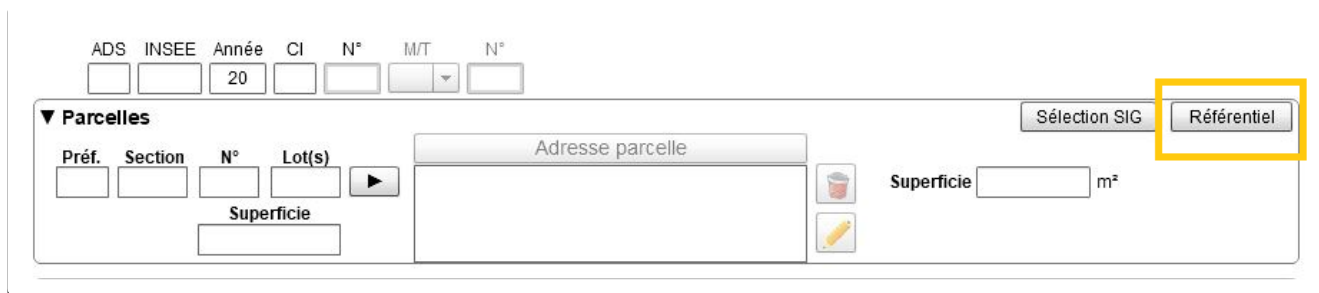 ADS INSEE Année CI N° M/T N°
20
▼ Parcelles Sélection SIG Référentiel
Préf. Section N° Lot(s) Adresse parcelle
Superficie m²
Superficie